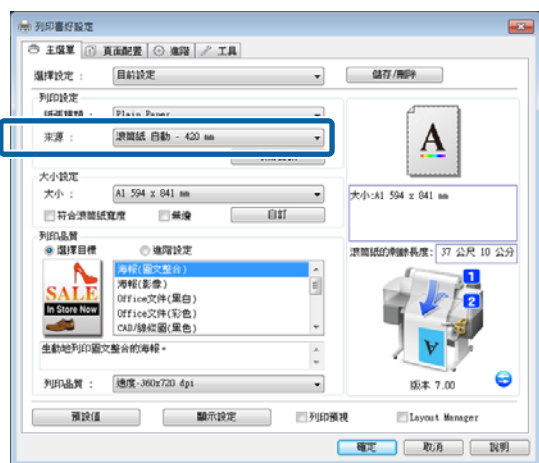 列印喜好設定
主選單 頁面配置 進階 工具
選擇設定 : 目前設定 儲存/刪除
列印設定
紙張種類 : Plain Paper
來源 : 滾筒紙 自動 - 420 mm
大小設定
大小 : A1 594 x 841 mm
符合滾筒紙寬度 無邊 自訂
列印品質
選擇目標 進階設定
SALE
In Store Now
海報(圖文整合)
海報(影像)
Office文件(黑白)
Office文件(彩色)
CAD/線條圖(黑色)
生動地列印圖文整合的海報。
列印品質 : 速度-360x720 dpi
A
大小:A1 594 x 841 mm
滾筒紙的剩餘長度: 37 公尺 10 公分
1
2
A
版本 7.00
預設值 顯示設定 列印預視 Layout Manager
確定 取消 說明